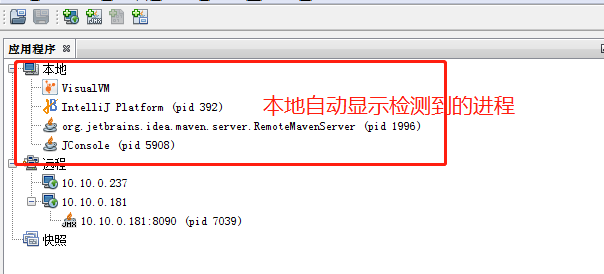 应用程序
本地
VisualVM
IntelliJ Platform (pid 392)
本地自动显示检测到的进程
org.jetbrains.idea.maven.server.RemoteMavenServer (pid 1996)
JConsole (pid 5908)
远程
10.10.0.237
10.10.0.181
JMX 10.10.0.181:8090 (pid 7039)
快照